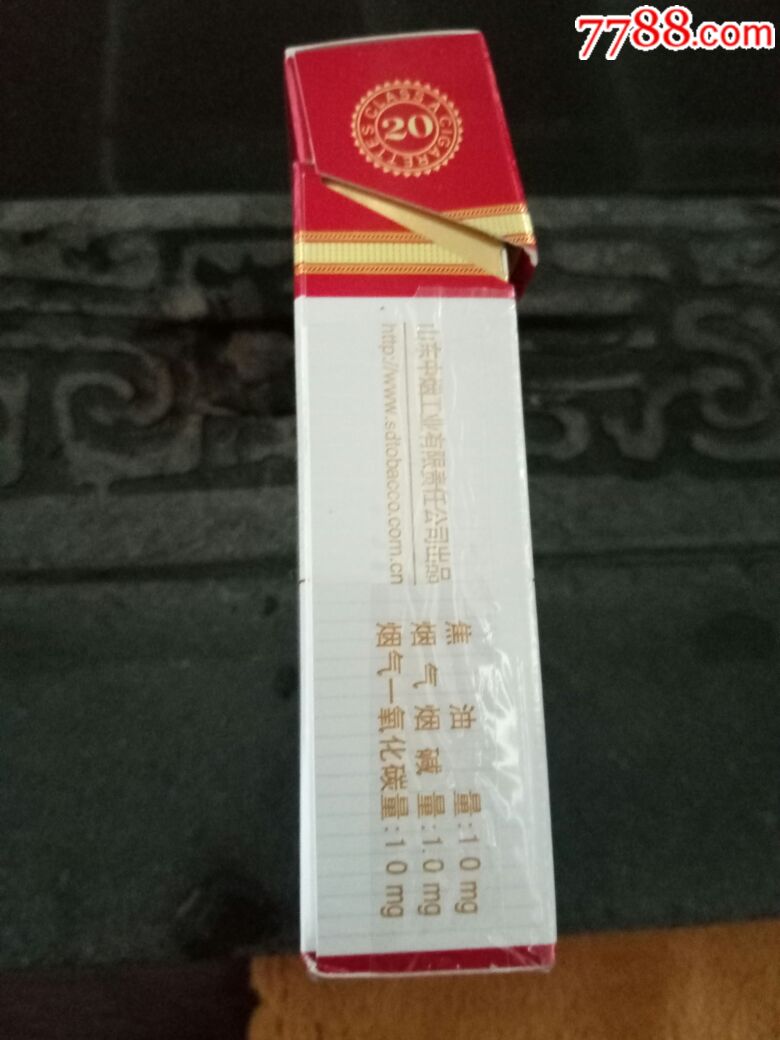 7788.com
CLASS A CIGARETTES
20
山东中烟工业有限责任公司出品
http://www.sdtobacco.com.cn
焦油量:10mg
烟气烟碱量:1.0mg
烟气一氧化碳量:10mg